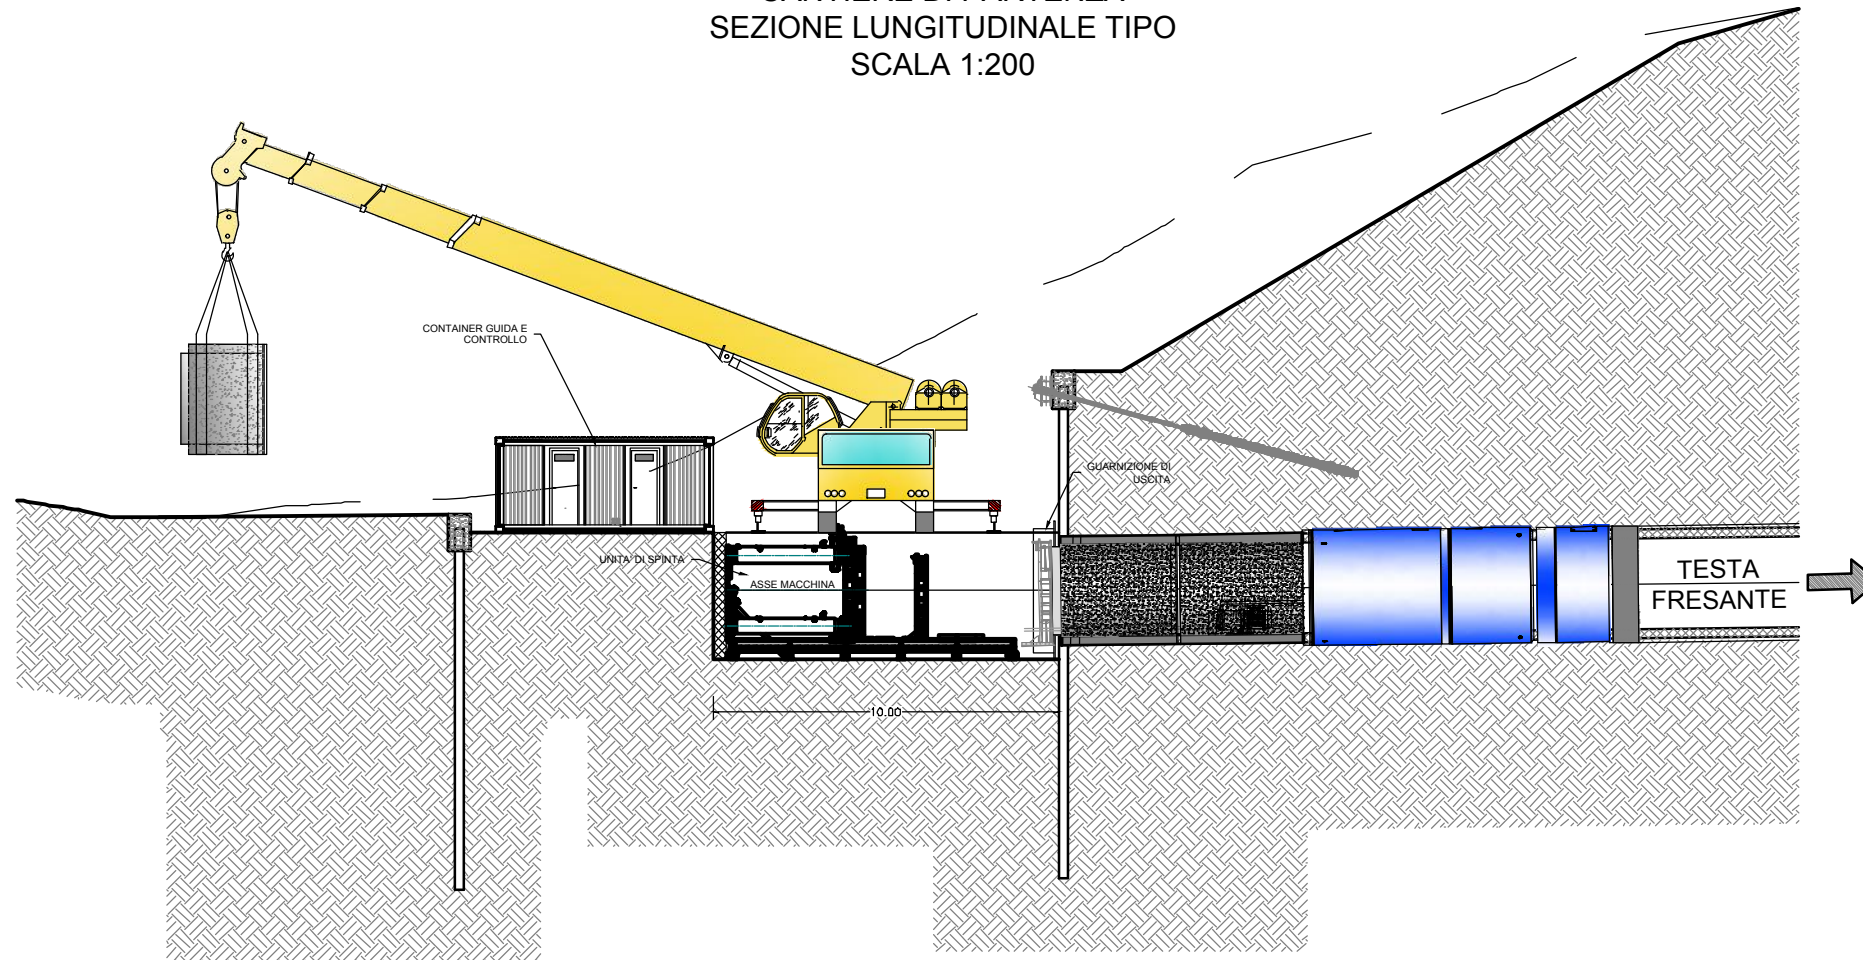 SEZIONE LUNGITUDINALE TIPO
SCALA 1:200
CONTAINER GUIDA E
CONTROLLO
GUARNIZIONE DI
USCITA
UNITA' DI SPINTA
ASSE MACCHINA
TESTA
FRESANTE
10.00